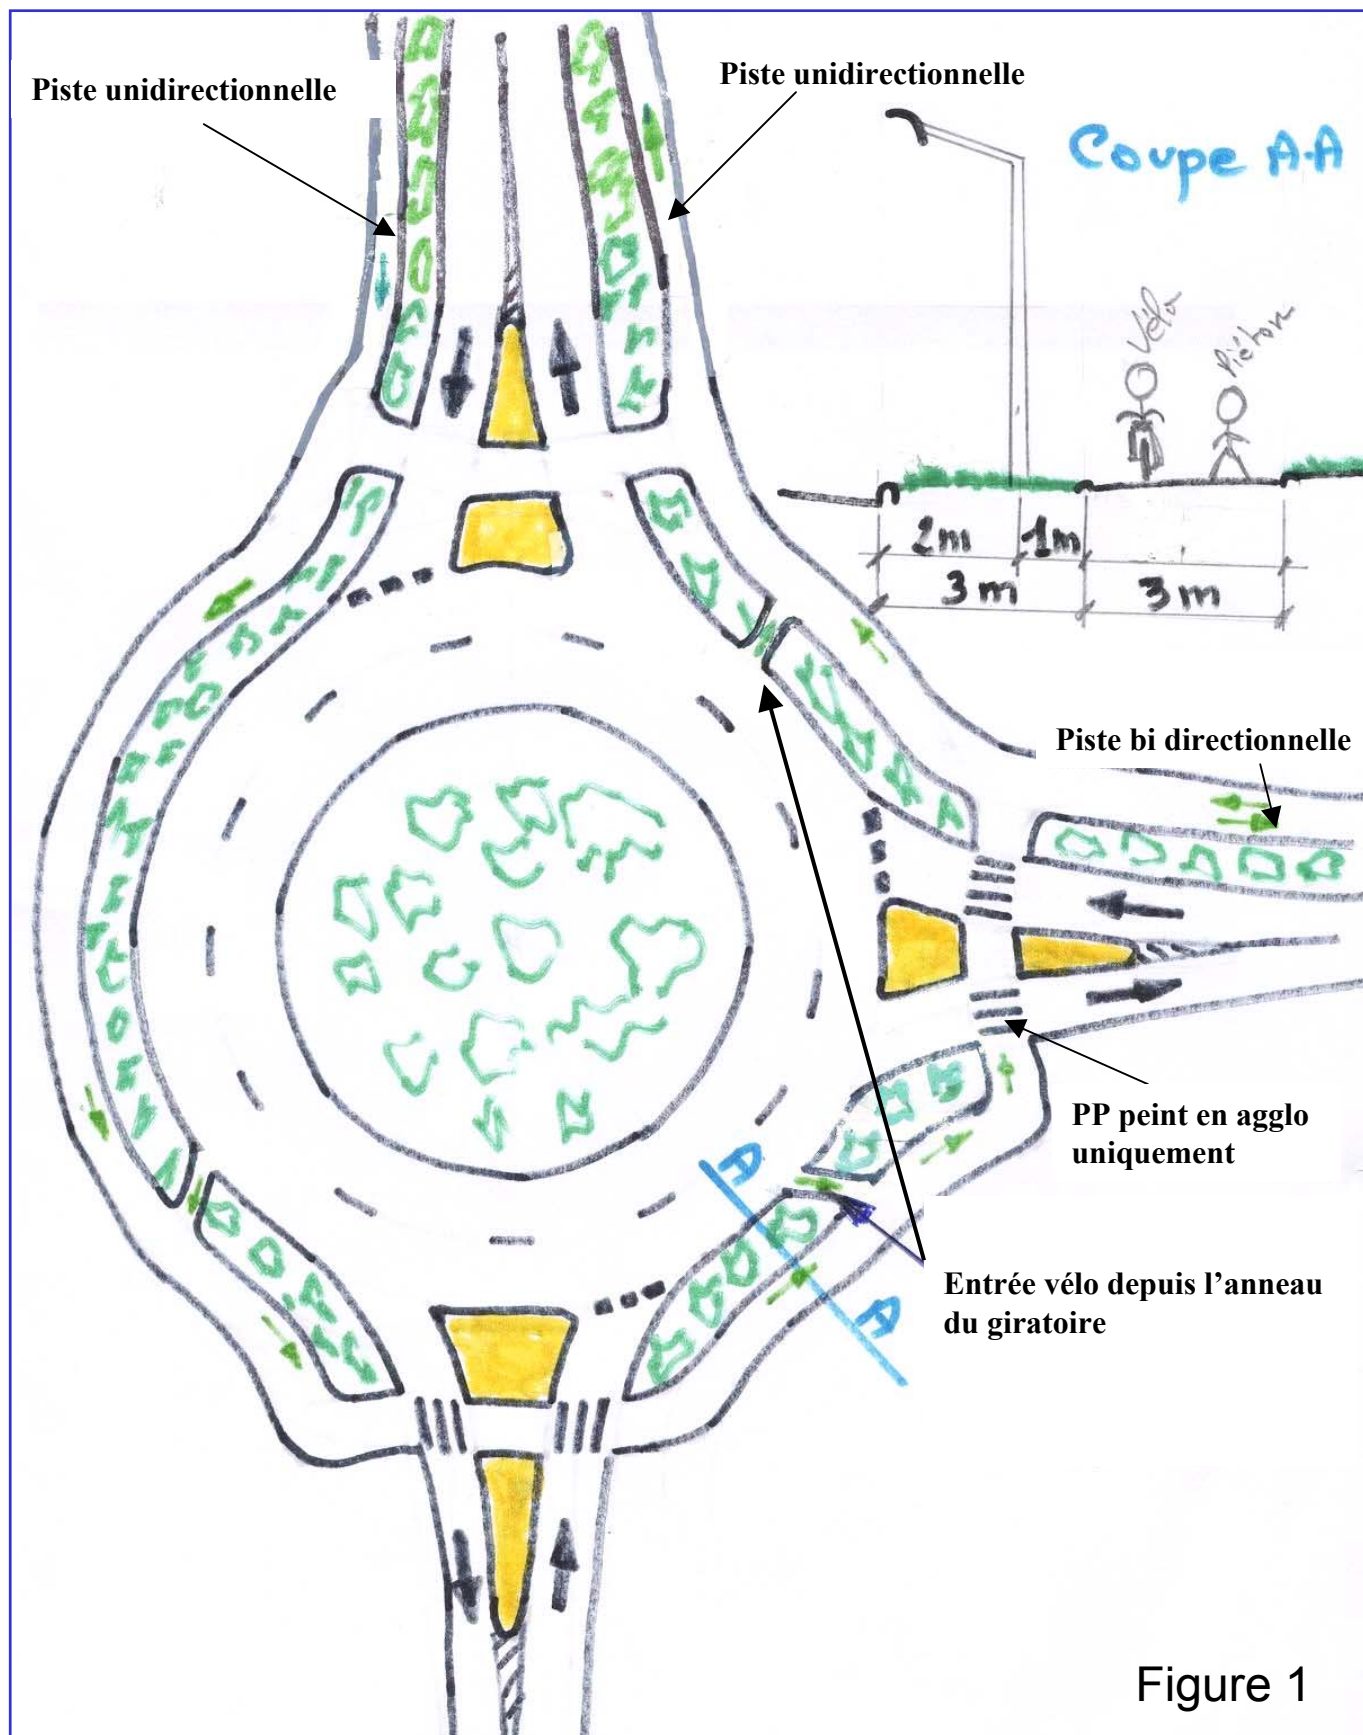 Piste unidirectionnelle
Piste unidirectionnelle
Coupe A-A
Vélo
Piéton
2m
1m
3m
3m
Piste bi directionnelle
PP peint en agglo
uniquement
A
A
Entrée vélo depuis l’anneau
du giratoire
Figure 1